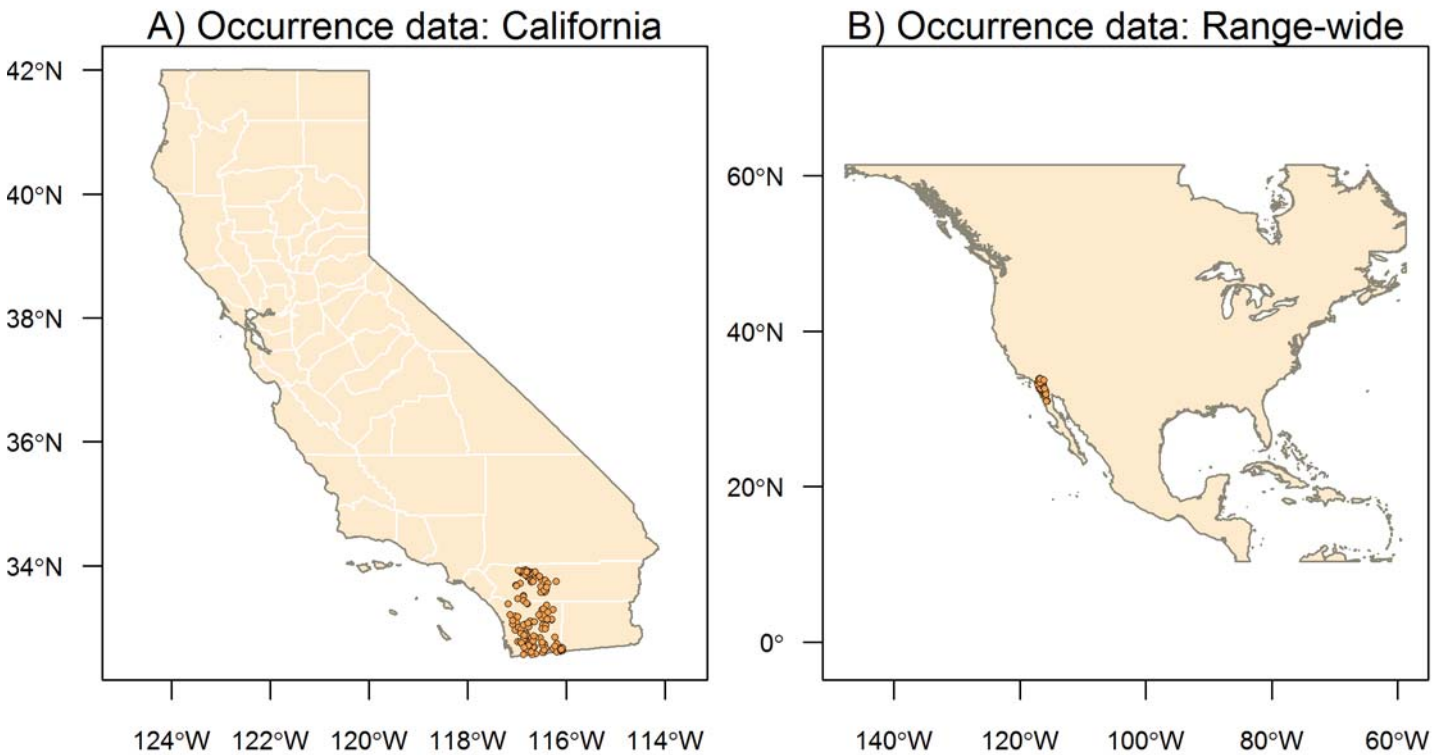 A) Occurrence data: California
42°N
40°N
38°N
36°N
34°N
124°W 122°W 120°W 118°W 116°W 114°W
B) Occurrence data: Range-wide
60°N
40°N
20°N
0°
140°W 120°W 100°W 80°W 60°W